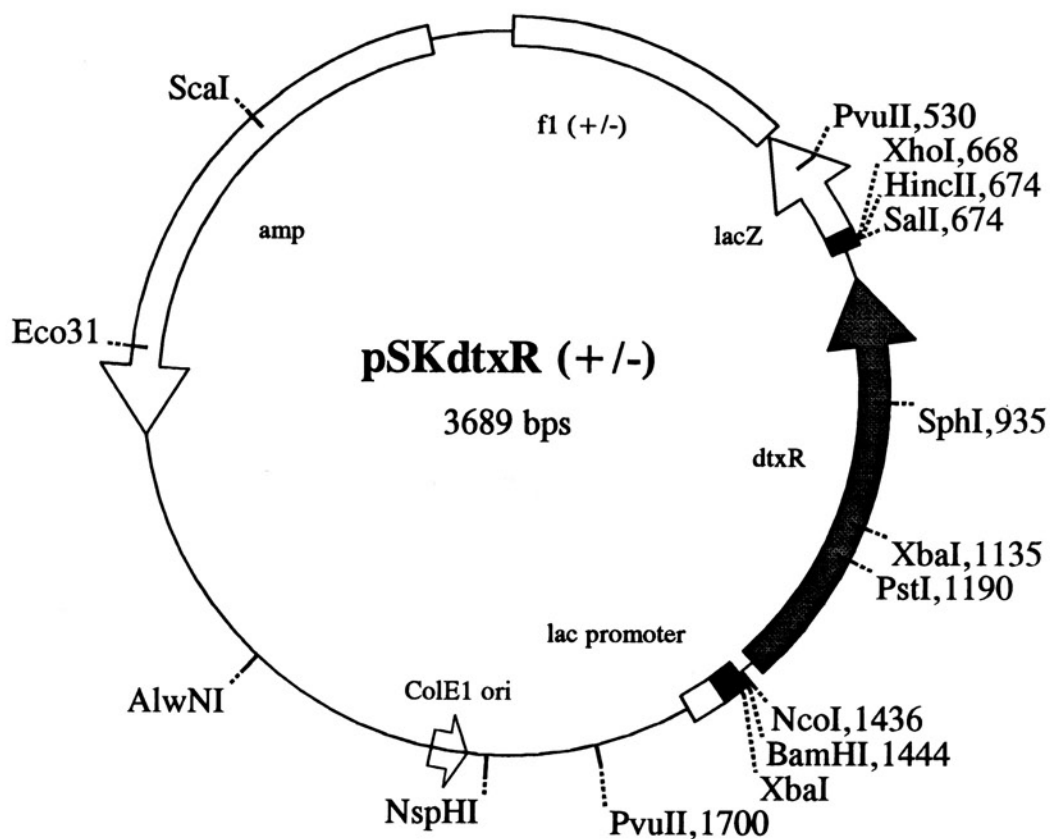 ScaI
f1 (+/-)
PvuII,530
XhoI,668
HincII,674
SalI,674
amp
lacZ
Eco31
pSKdtxR (+/-)
3689 bps
SphI,935
dtxR
XbaI,1135
PstI,1190
lac promoter
AlwNI
ColE1 ori
NcoI,1436
BamHI,1444
XbaI
NspHI
PvuII,1700